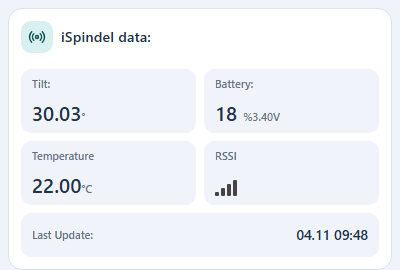 iSpindel data:
Tilt:
30.03°
Battery:
18 %3.40V
Temperature
22.00°C
RSSI
Last Update:
04.11 09:48